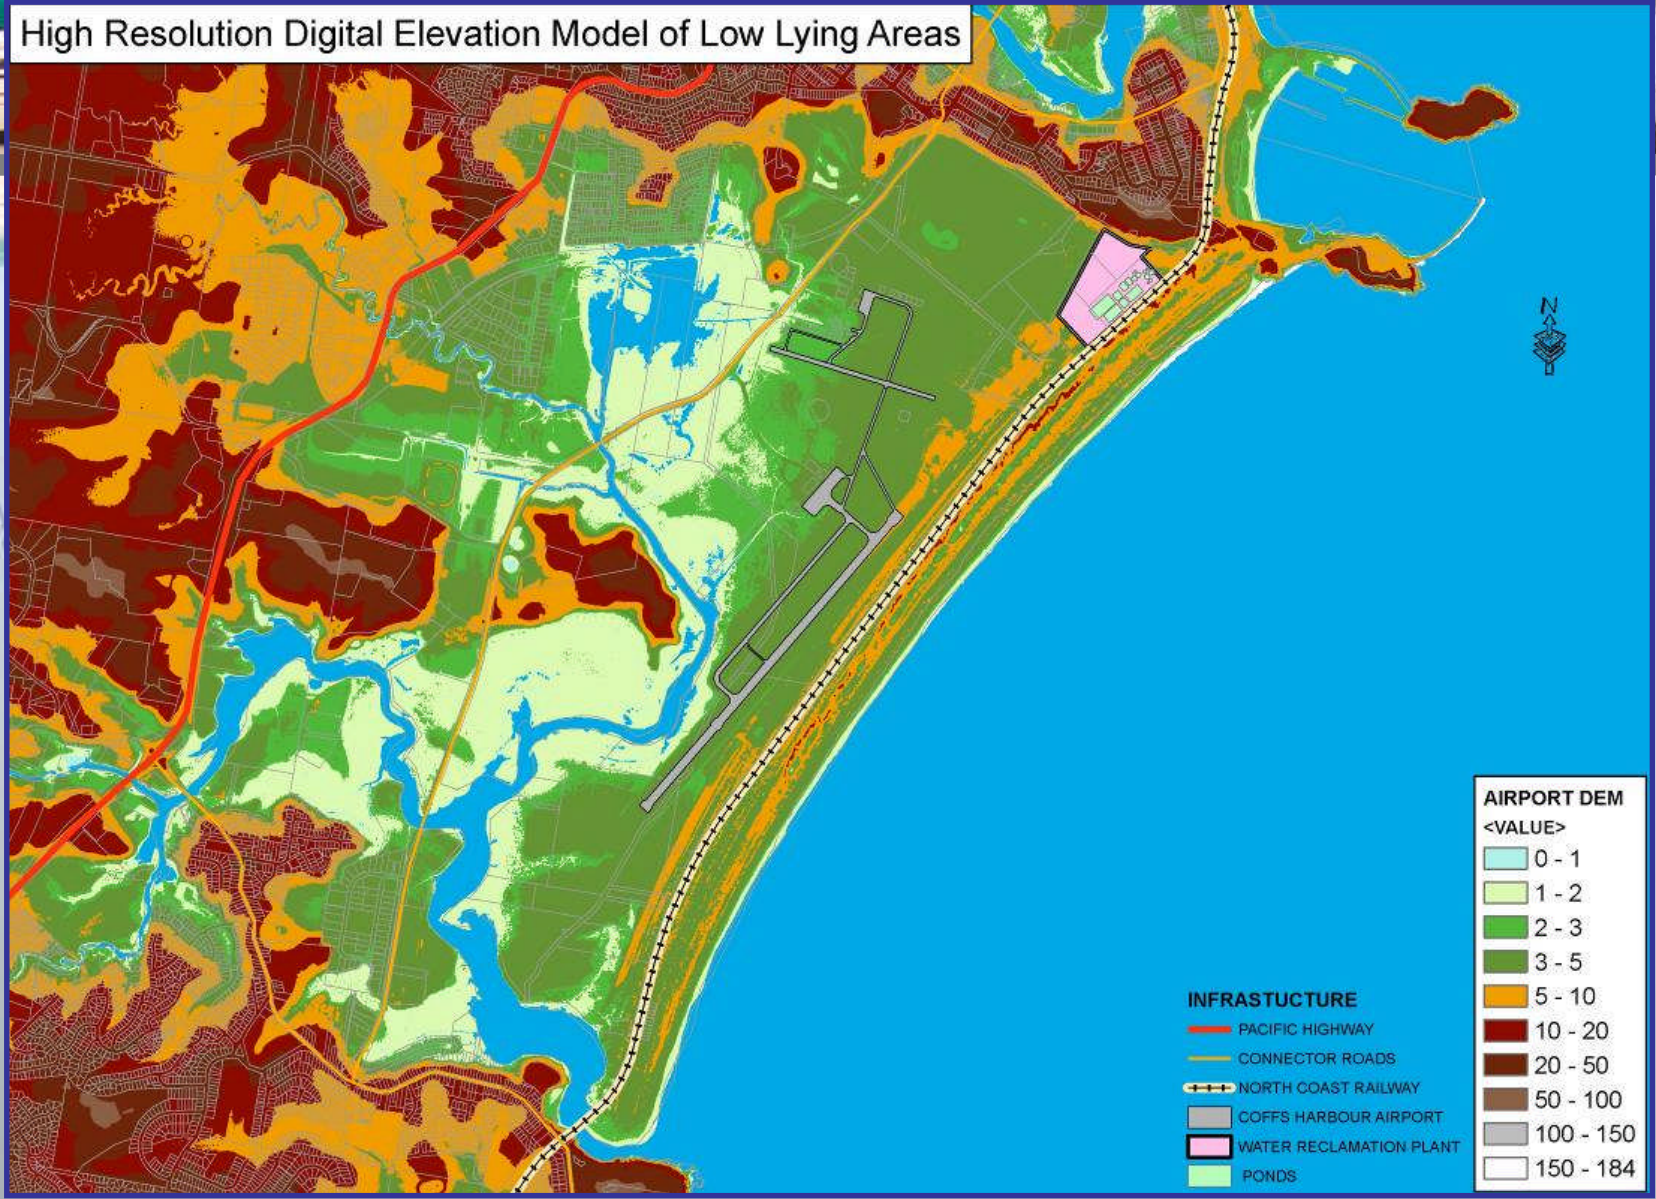 High Resolution Digital Elevation Model of Low Lying Areas
N
AIRPORT DEM
<VALUE>
0 - 1
1 - 2
2 - 3
3 - 5
5 - 10
10 - 20
20 - 50
50 - 100
100 - 150
150 - 184
INFRASTUCTURE
PACIFIC HIGHWAY
CONNECTOR ROADS
NORTH COAST RAILWAY
COFFS HARBOUR AIRPORT
WATER RECLAMATION PLANT
PONDS